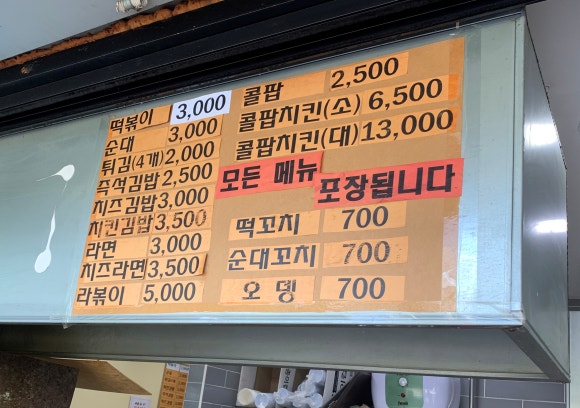 떡볶이 3,000
순대 3,000
튀김(4개) 2,000
즉석김밥 2,500
치즈김밥 3,000
치킨김밥 3,500
라면 3,000
치즈라면 3,500
라볶이 5,000
콜팝 2,500
콜팝치킨(소) 6,500
콜팝치킨(대) 13,000
모든 메뉴 포장됩니다
떡꼬치 700
순대꼬치 700
오뎅 700